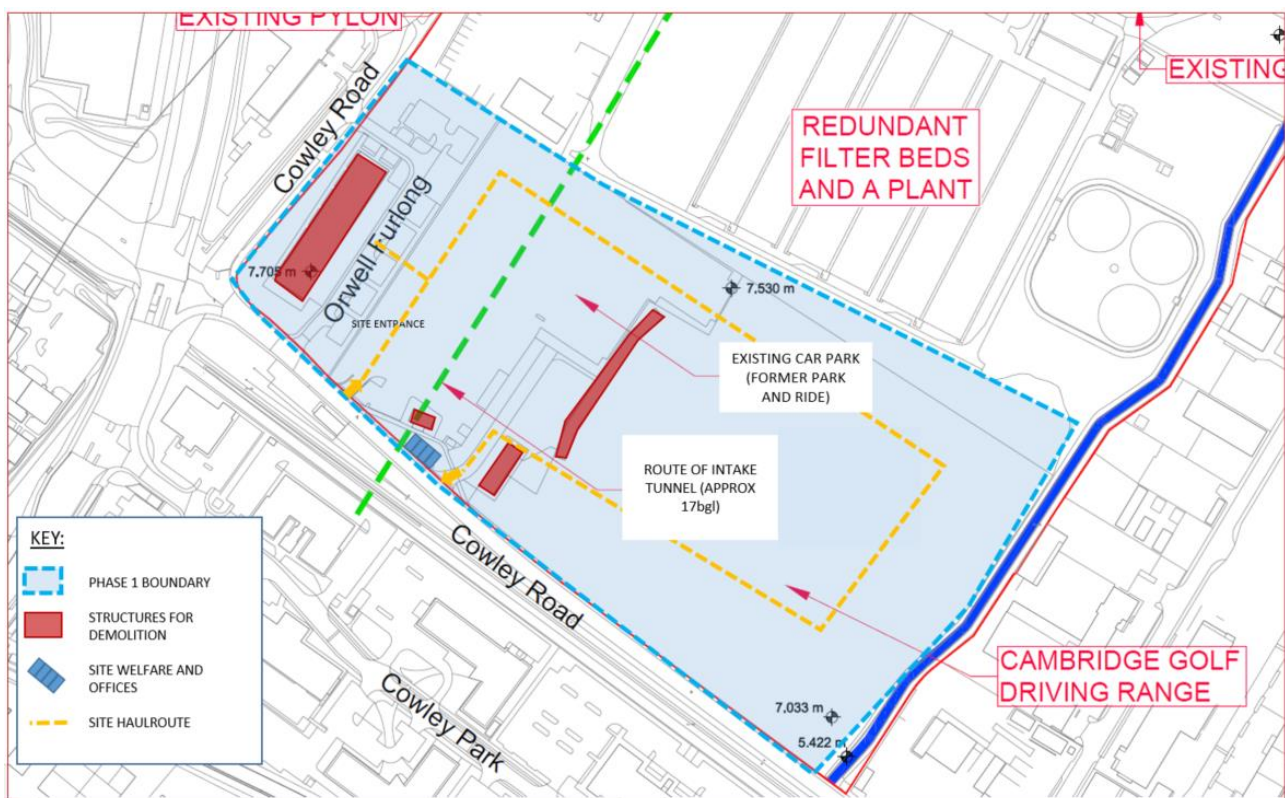 EXISTING PYLON
EXISTING
REDUNDANT
FILTER BEDS
AND A PLANT
Cowley Road
Orwell Furlong
7.705 m
7.530 m
SITE ENTRANCE
EXISTING CAR PARK
(FORMER PARK
AND RIDE)
ROUTE OF INTAKE
TUNNEL (APPROX
17bgl)
Cowley Road
Cowley Park
CAMBRIDGE GOLF
DRIVING RANGE
7.033 m
5.422 m
KEY:
PHASE 1 BOUNDARY
STRUCTURES FOR
DEMOLITION
SITE WELFARE AND
OFFICES
SITE HAULROUTE